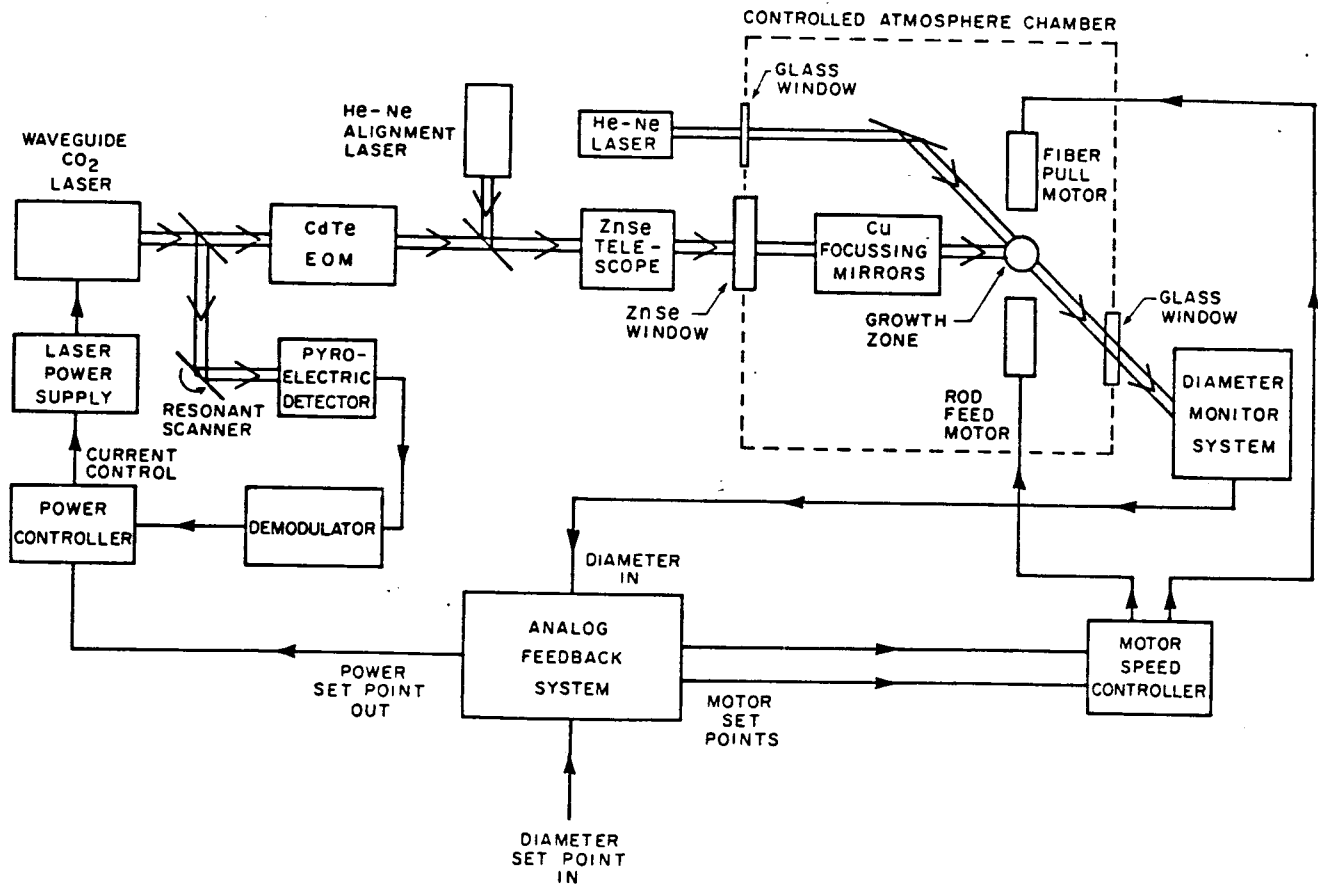 CONTROLLED ATMOSPHERE CHAMBER
GLASS
WINDOW
He-Ne
ALIGNMENT
LASER
He-Ne
LASER
WAVEGUIDE
CO2
LASER
FIBER
PULL
MOTOR
CdTe
EOM
ZnSe
TELE-
SCOPE
Cu
FOCUSSING
MIRRORS
ZnSe
WINDOW
GROWTH
ZONE
GLASS
WINDOW
LASER
POWER
SUPPLY
PYRO-
ELECTRIC
DETECTOR
RESONANT
SCANNER
ROD
FEED
MOTOR
DIAMETER
MONITOR
SYSTEM
CURRENT
CONTROL
POWER
CONTROLLER
DEMODULATOR
DIAMETER
IN
ANALOG
FEEDBACK
SYSTEM
MOTOR
SPEED
CONTROLLER
POWER
SET POINT
OUT
MOTOR
SET
POINTS
DIAMETER
SET POINT
IN